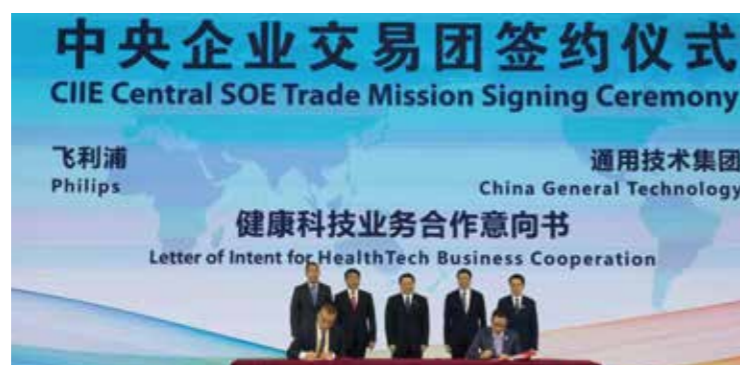 中央企业交易团签约仪式
CIIE Central SOE Trade Mission Signing Ceremony
飞利浦
Philips
通用技术集团
China General Technology
健康科技业务合作意向书
Letter of Intent for HealthTech Business Cooperation